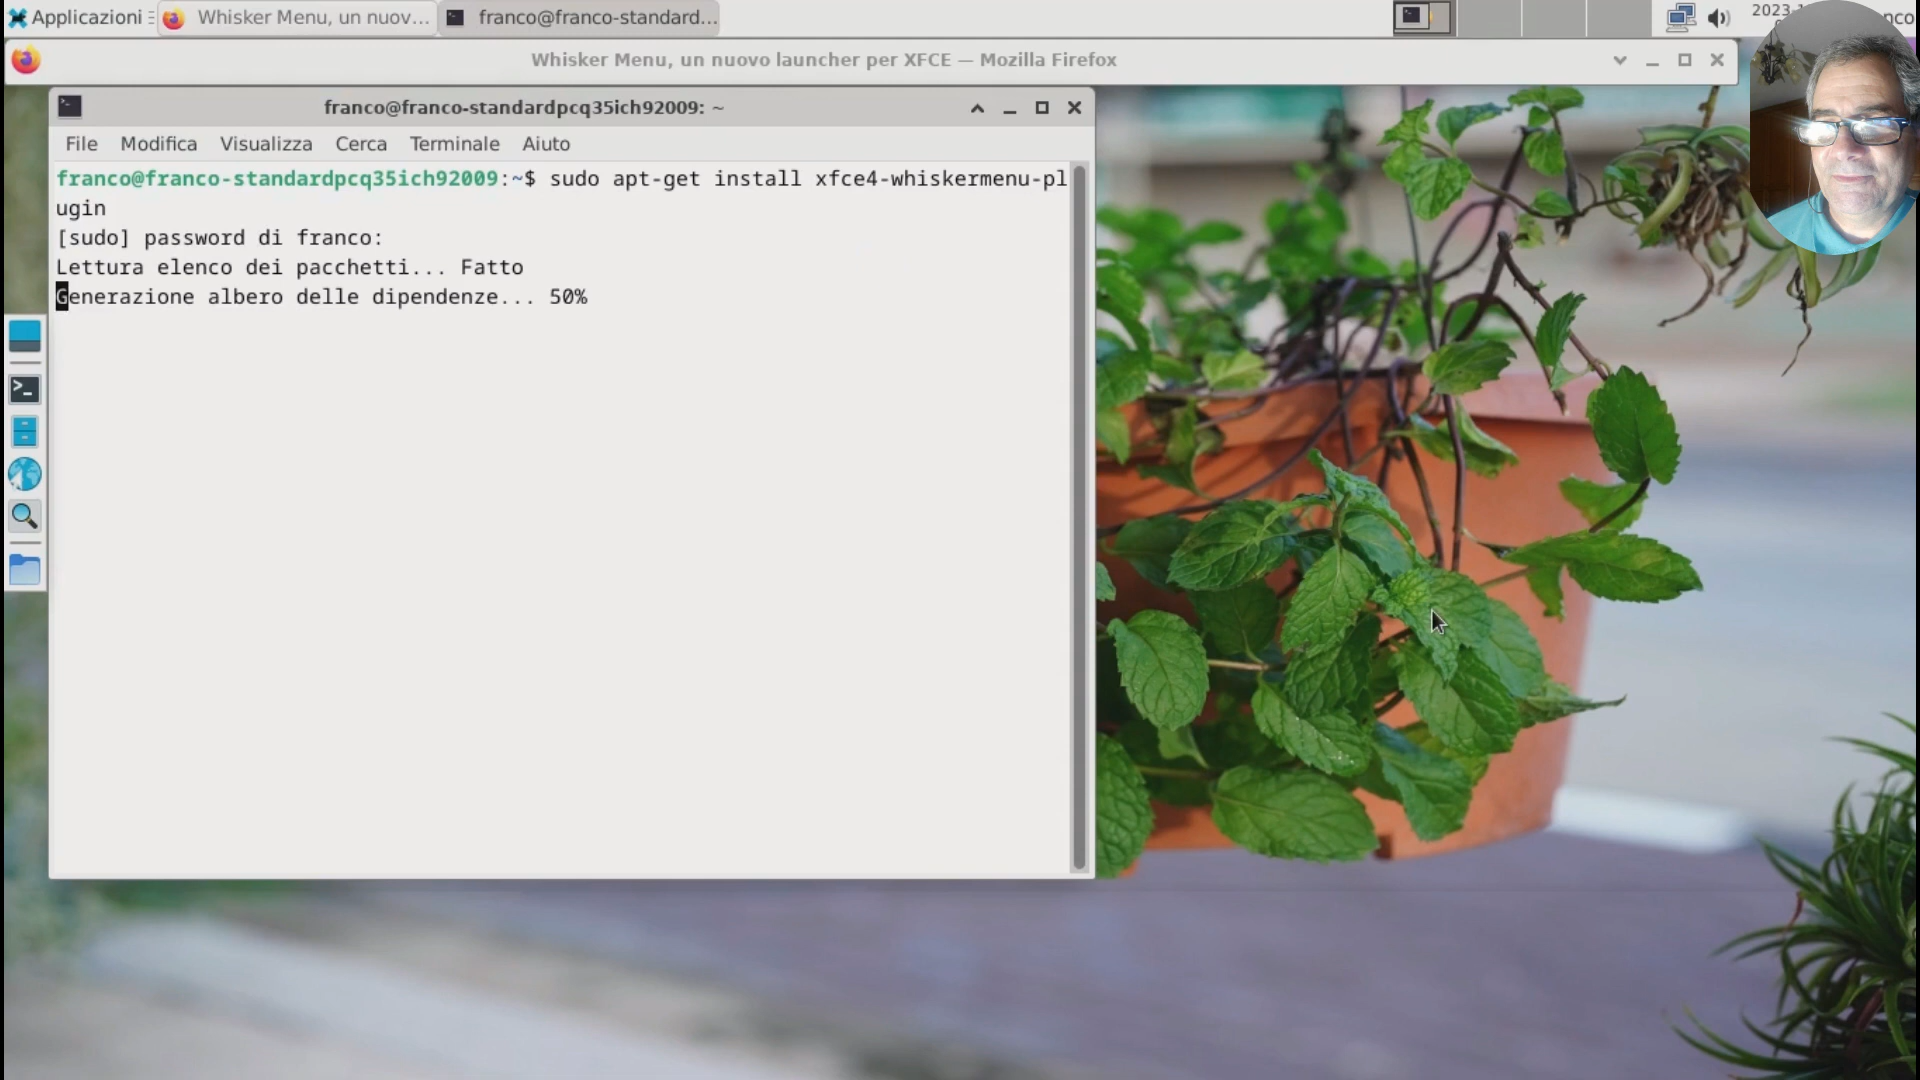 Applicazioni
Whisker Menu, un nuov...
franco@franco-standard...
2023-
nco
Whisker Menu, un nuovo launcher per XFCE — Mozilla Firefox
franco@franco-standardpcq35ich92009: ~
File Modifica Visualizza Cerca Terminale Aiuto
franco@franco-standardpcq35ich92009:~$ sudo apt-get install xfce4-whiskermenu-pl
ugin
[sudo] password di franco:
Lettura elenco dei pacchetti... Fatto
Generazione albero delle dipendenze... 50%